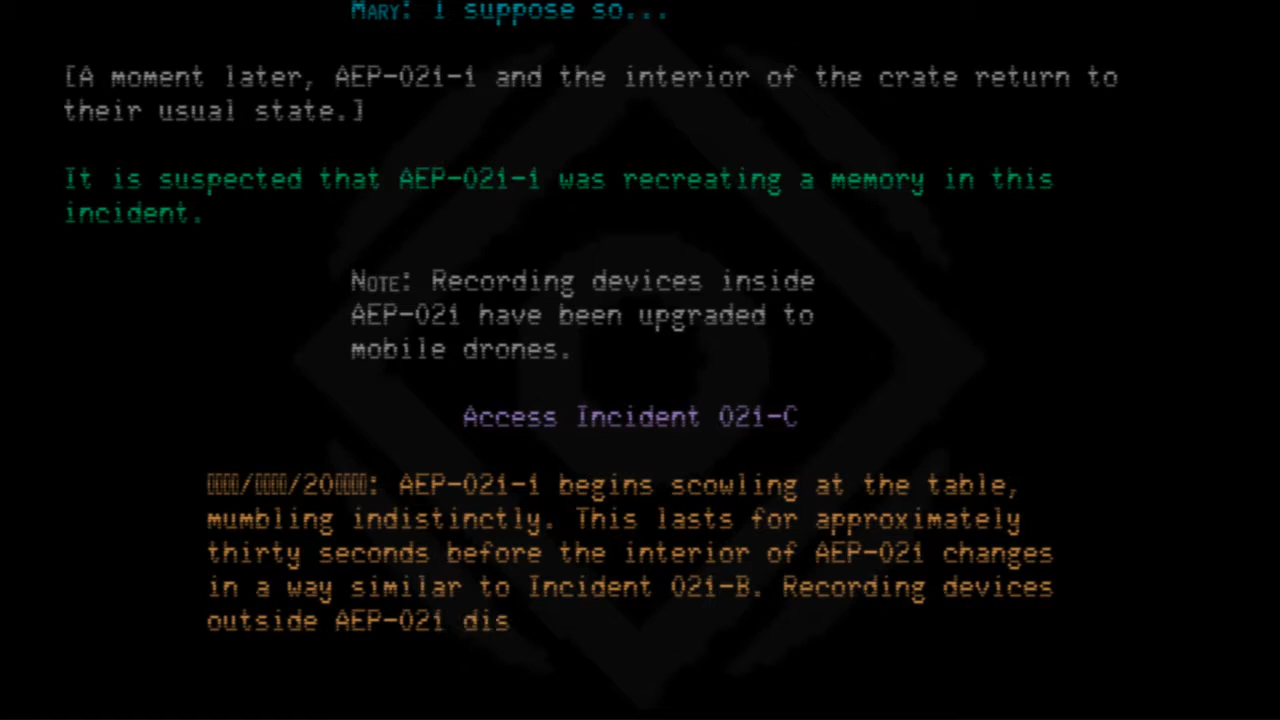 Mary: I suppose so...
[A moment later, AEP-021-1 and the interior of the crate return to
their usual state.]
It is suspected that AEP-021-1 was recreating a memory in this
incident.
Note: Recording devices inside
AEP-021 have been upgraded to
mobile drones.
Access Incident 021-C
▯▯▯▯/▯▯▯▯/20▯▯▯▯: AEP-021-1 begins scowling at the table,
mumbling indistinctly. This lasts for approximately
thirty seconds before the interior of AEP-021 changes
in a way similar to Incident 021-B. Recording devices
outside AEP-021 dis